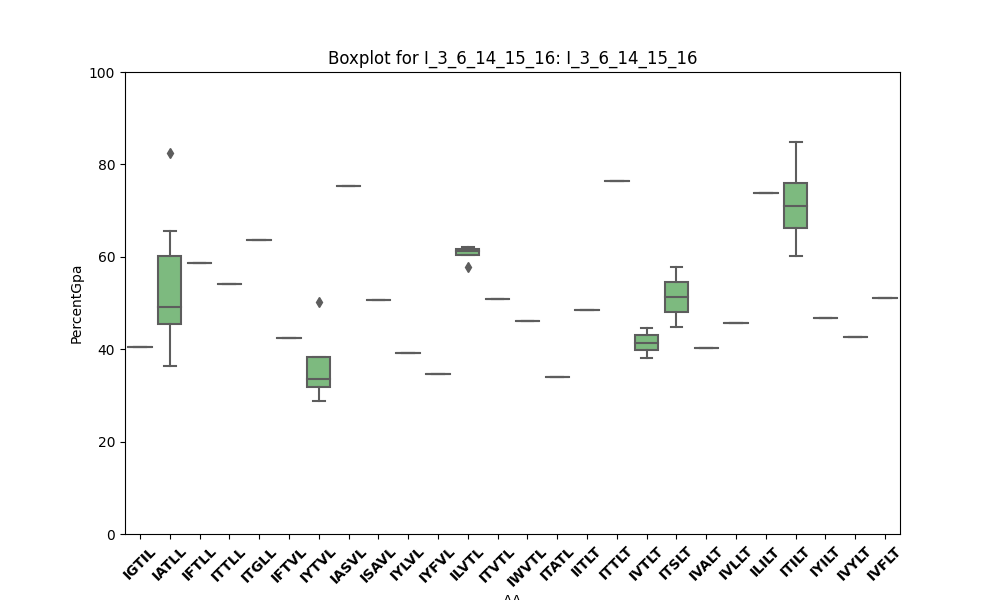 Boxplot for I_3_6_14_15_16: I_3_6_14_15_16
100
80
60
40
20
0
PercentGpa
IGTIL
IATLL
IFTLL
ITTLL
ITGLL
IFTVL
IYTVL
IASVL
ISAVL
IYLVL
IYFVL
ILVTL
ITVTL
IWVTL
ITATL
IITLT
ITTLT
IVTLT
ITSLT
IVALT
IVLLT
ILILT
ITILT
IYILT
IVYLT
IVFLT
AA